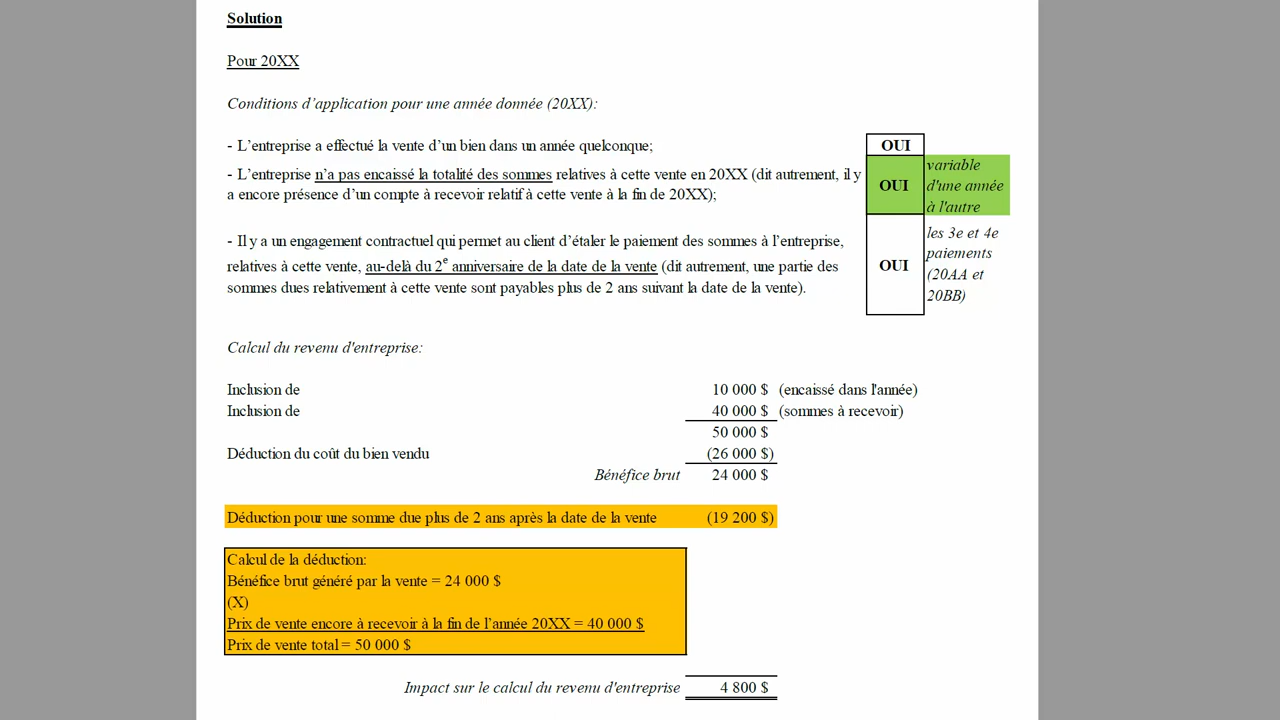 Solution
Pour 20XX
Conditions d'application pour une année donnée (20XX):
- L'entreprise a effectué la vente d'un bien dans un année quelconque;
OUI
- L'entreprise n'a pas encaissé la totalité des sommes relatives à cette vente en 20XX (dit autrement, il y
a encore présence d'un compte à recevoir relatif à cette vente à la fin de 20XX);
OUI
variable
d'une année
à l'autre
- Il y a un engagement contractuel qui permet au client d'étaler le paiement des sommes à l'entreprise,
relatives à cette vente, au-delà du 2e anniversaire de la date de la vente (dit autrement, une partie des
sommes dues relativement à cette vente sont payables plus de 2 ans suivant la date de la vente).
OUI
les 3e et 4e
paiements
(20AA et
20BB)
Calcul du revenu d'entreprise:
Inclusion de 10 000 $ (encaissé dans l'année)
Inclusion de 40 000 $ (sommes à recevoir)
50 000 $
Déduction du coût du bien vendu (26 000 $)
Bénéfice brut 24 000 $
Déduction pour une somme due plus de 2 ans après la date de la vente (19 200 $)
Calcul de la déduction:
Bénéfice brut généré par la vente = 24 000 $
(X)
Prix de vente encore à recevoir à la fin de l'année 20XX = 40 000 $
Prix de vente total = 50 000 $
Impact sur le calcul du revenu d'entreprise 4 800 $